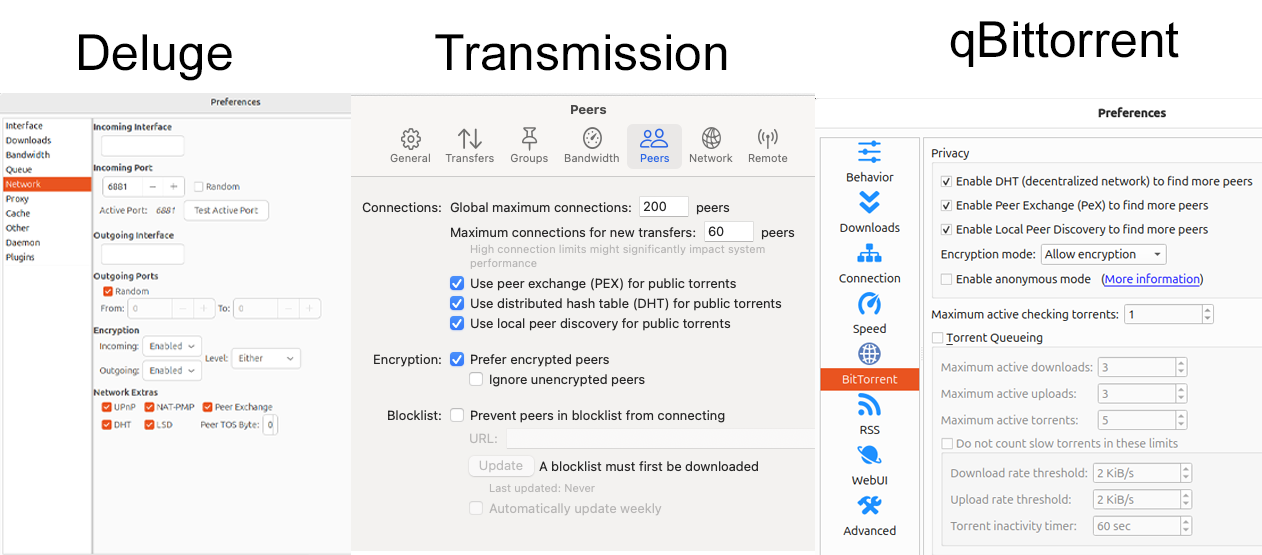 Deluge
Preferences
Interface
Downloads
Bandwidth
Queue
Network
Proxy
Cache
Other
Daemon
Plugins
Incoming Interface
Incoming Port
6881 − + Random
Active Port: 6881 Test Active Port
Outgoing Interface
Outgoing Ports
Random
From: 0 − + To: 0 − +
Encryption
Incoming: Enabled
Level: Either
Outgoing: Enabled
Network Extras
UPnP NAT-PMP Peer Exchange
DHT LSD Peer TOS Byte: 0
Transmission
Peers
General Transfers Groups Bandwidth Peers Network Remote
Connections: Global maximum connections: 200 peers
Maximum connections for new transfers: 60 peers
High connection limits might significantly impact system
performance
Use peer exchange (PEX) for public torrents
Use distributed hash table (DHT) for public torrents
Use local peer discovery for public torrents
Encryption: Prefer encrypted peers
Ignore unencrypted peers
Blocklist: Prevent peers in blocklist from connecting
URL:
Update A blocklist must first be downloaded
Last updated: Never
Automatically update weekly
qBittorrent
Preferences
Behavior
Downloads
Connection
Speed
BitTorrent
RSS
WebUI
Advanced
Privacy
Enable DHT (decentralized network) to find more peers
Enable Peer Exchange (PeX) to find more peers
Enable Local Peer Discovery to find more peers
Encryption mode: Allow encryption
Enable anonymous mode (More information)
Maximum active checking torrents: 1
Torrent Queueing
Maximum active downloads: 3
Maximum active uploads: 3
Maximum active torrents: 5
Do not count slow torrents in these limits
Download rate threshold: 2 KiB/s
Upload rate threshold: 2 KiB/s
Torrent inactivity timer: 60 sec